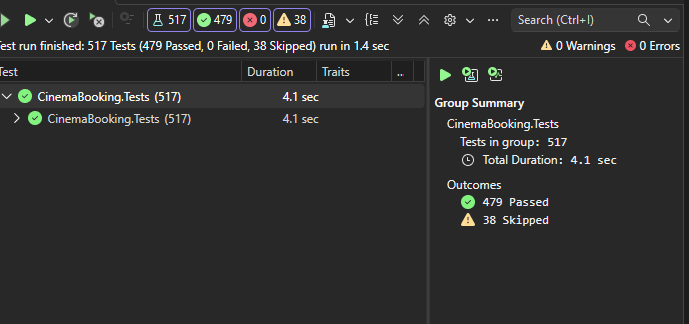 517 479 0 38 Search (Ctrl+I)
Test run finished: 517 Tests (479 Passed, 0 Failed, 38 Skipped) run in 1.4 sec 0 Warnings 0 Errors
Test Duration Traits ...
CinemaBooking.Tests (517) 4.1 sec
CinemaBooking.Tests (517) 4.1 sec
Group Summary
CinemaBooking.Tests
Tests in group: 517
Total Duration: 4.1 sec
Outcomes
479 Passed
38 Skipped